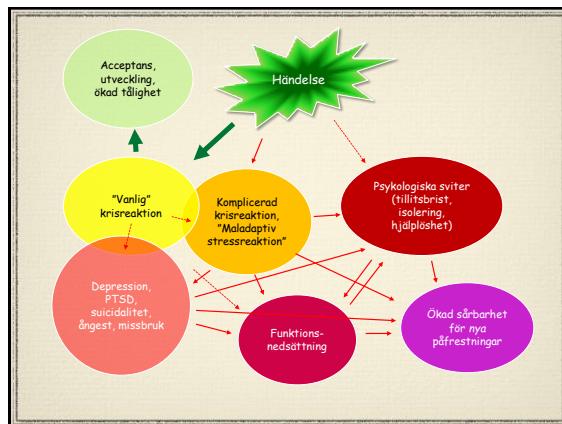 Acceptans,
utveckling,
ökad tålighet
Händelse
"Vanlig"
krisreaktion
Komplicerad
krisreaktion,
"Maladaptiv
stressreaktion"
Psykologiska sviter
(tillitsbrist,
isolering,
hjälplöshet)
Depression,
PTSD,
suicidalitet,
ångest, missbruk
Funktions-
nedsättning
Ökad sårbarhet
för nya
påfrestningar